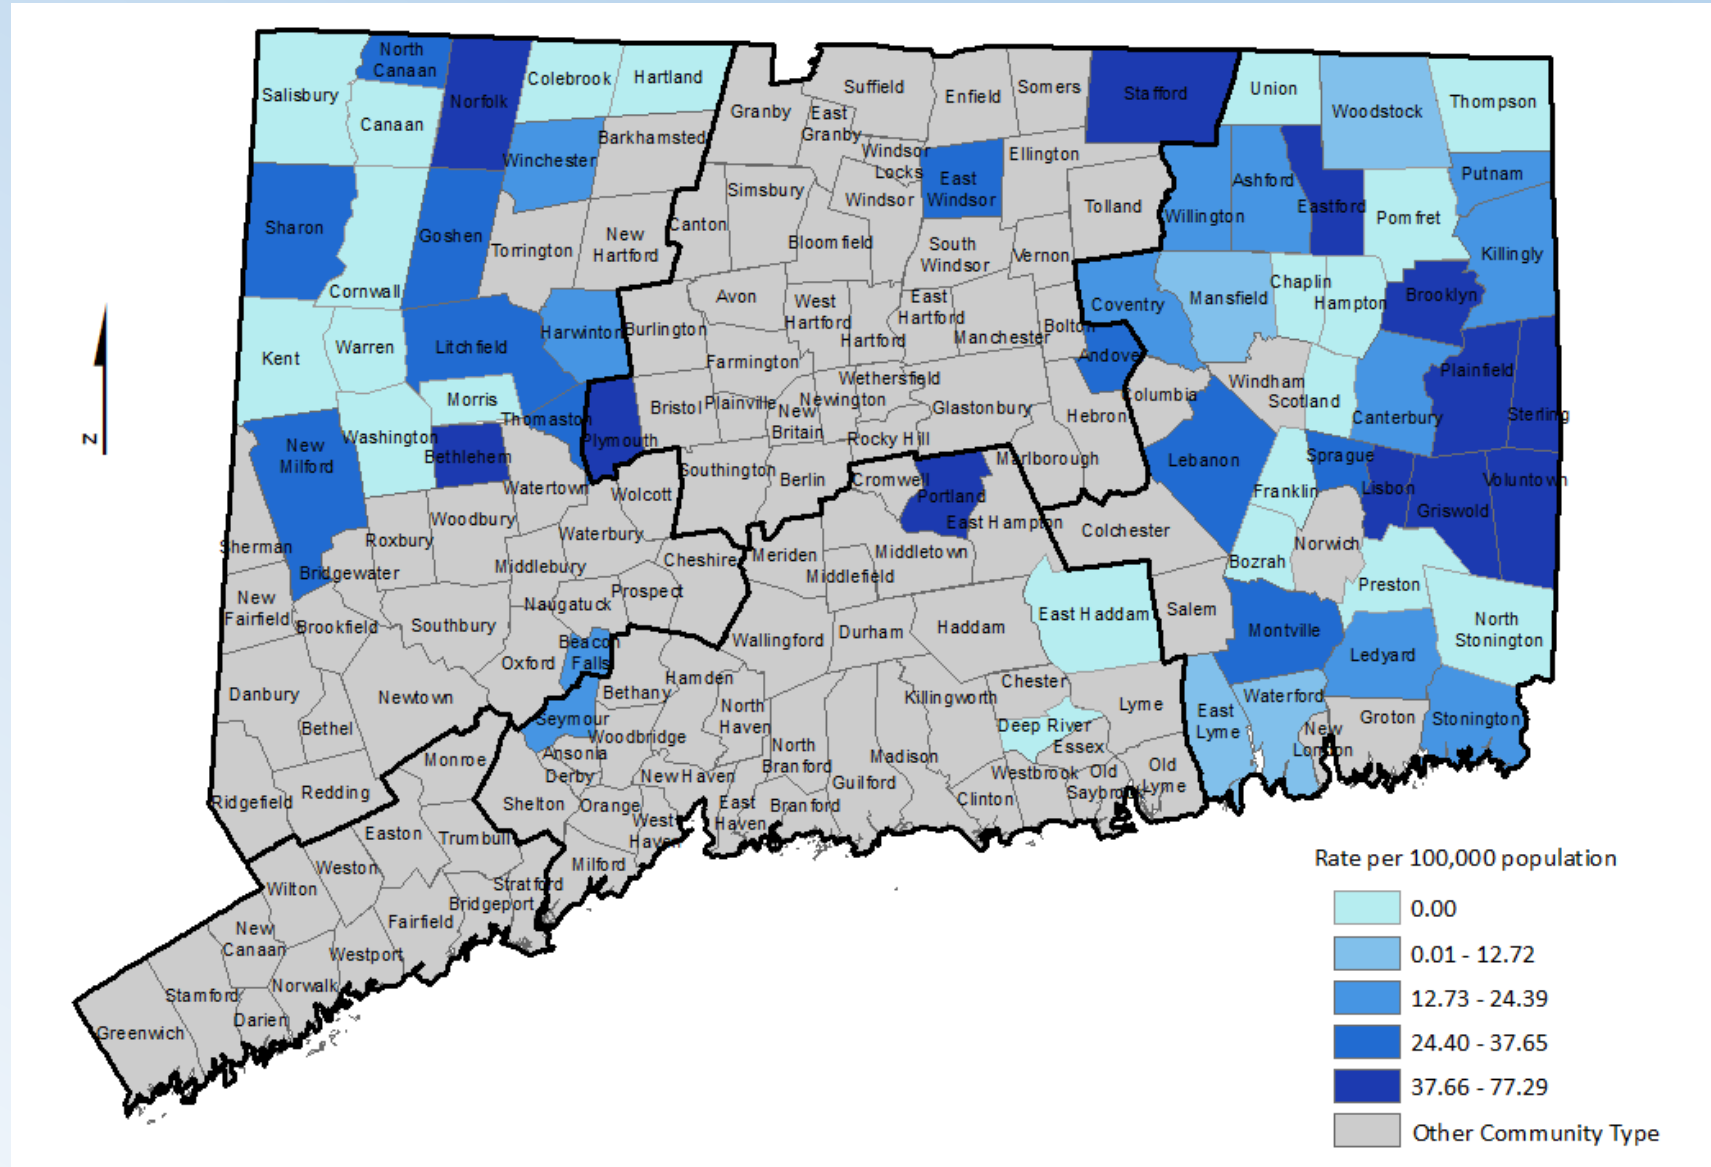 North
Canaan
Salisbury
Canaan
Norfolk
Colebrook
Hartland
Granby
Suffield
East
Granby
Enfield
Somers
Stafford
Union
Woodstock
Thompson
Winchester
Barkhamsted
Windsor
Locks
Ellington
East
Windsor
Simsbury
Windsor
Tolland
Willington
Ashford
Eastford
Pomfret
Putnam
Killingly
Sharon
Goshen
Torrington
New
Hartford
Canton
Bloomfield
South
Windsor
Vernon
Cornwall
Coventry
Mansfield
Chaplin
Hampton
Brooklyn
Kent
Warren
Litchfield
Harwinton
Burlington
Avon
West
Hartford
Hartford
East
Hartford
Manchester
Bolton
Andover
Farmington
Plainfield
Sterling
Morris
Thomaston
Plymouth
Bristol
Plainville
Wethersfield
Newington
New
Britain
Rocky Hill
Glastonbury
Hebron
Columbia
Windham
Scotland
Canterbury
N
New
Milford
Washington
Bethlehem
Watertown
Wolcott
Southington
Berlin
Cromwell
Portland
Marlborough
East Hampton
Lebanon
Franklin
Sprague
Lisbon
Griswold
Voluntown
Sherman
Roxbury
Woodbury
Waterbury
Bridgewater
Middlebury
Cheshire
Meriden
Middlefield
Middletown
Colchester
Bozrah
Norwich
Preston
North
Stonington
New
Fairfield
Brookfield
Southbury
Naugatuck
Prospect
Beacon
Falls
Oxford
Wallingford
Durham
Haddam
East Haddam
Salem
Montville
Ledyard
Danbury
Bethel
Newtown
Seymour
Bethany
Hamden
Woodbridge
Ansonia
Derby
North
Haven
North
Branford
Killingworth
Madison
Guilford
Chester
Deep River
Essex
Lyme
Old
Lyme
East
Lyme
Waterford
New
London
Groton
Stonington
Ridgefield
Redding
Monroe
Shelton
Orange
New Haven
West
Haven
East
Haven
Branford
Clinton
Westbrook
Old
Saybrook
Easton
Trumbull
Weston
Wilton
Milford
Stratford
Bridgeport
Fairfield
New
Canaan
Westport
Norwalk
Stamford
Darien
Greenwich
Rate per 100,000 population
0.00
0.01 - 12.72
12.73 - 24.39
24.40 - 37.65
37.66 - 77.29
Other Community Type